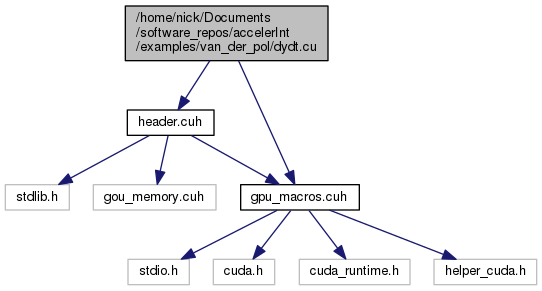 /home/nick/Documents
/software_repos/accelerInt
/examples/van_der_pol/dydt.cu
header.cuh
stdlib.h
gou_memory.cuh
gpu_macros.cuh
stdio.h
cuda.h
cuda_runtime.h
helper_cuda.h